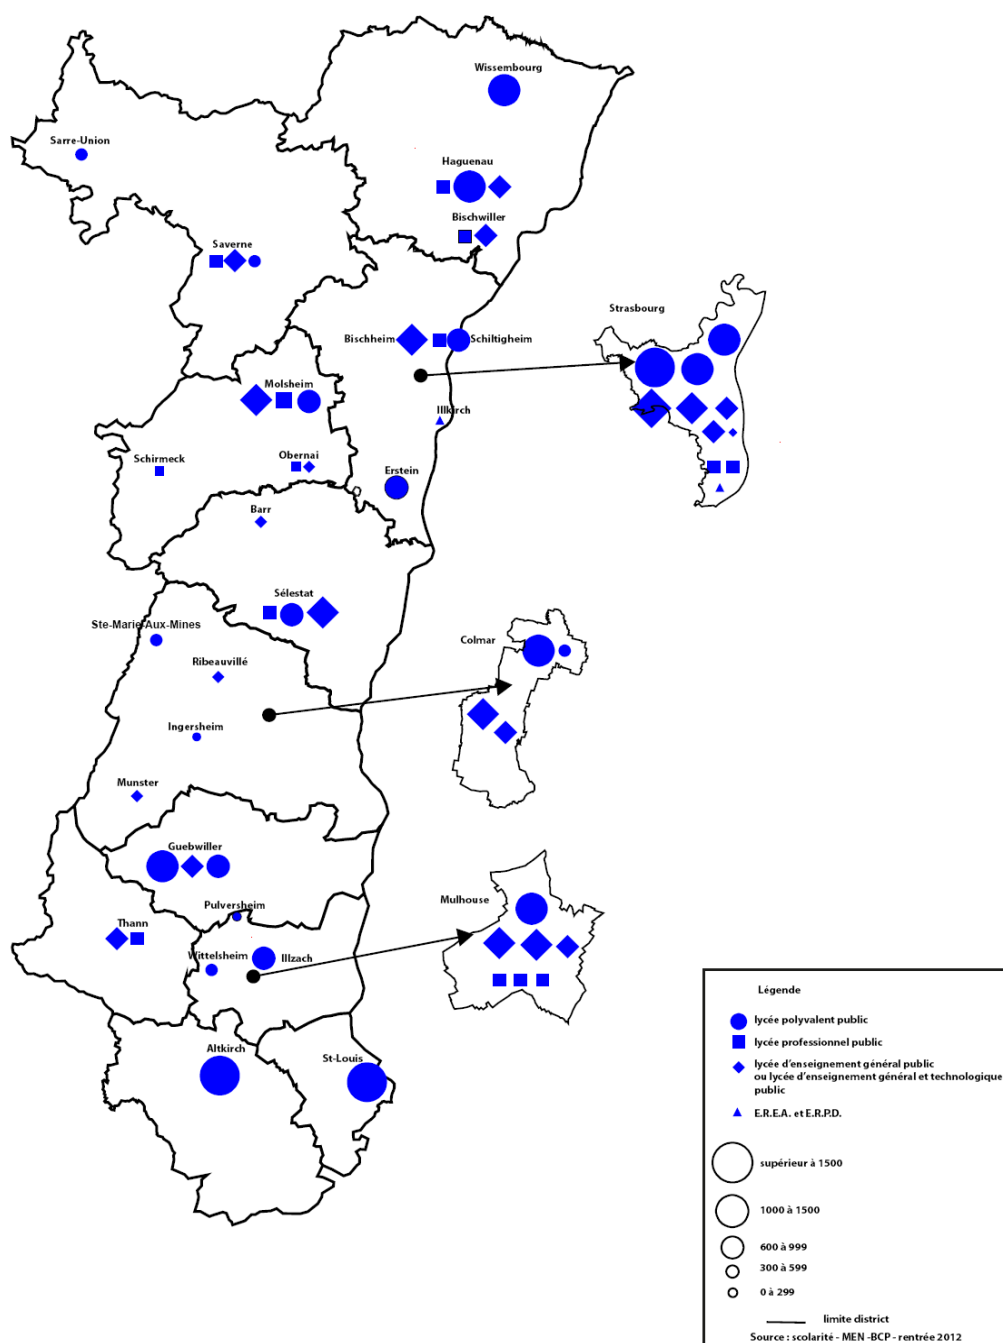 Wissembourg
Sarre-Union
Haguenau
Bischwiller
Saverne
Strasbourg
Bischheim
Schiltigheim
Molsheim
Illkirch
Schirmeck
Obernai
Erstein
Barr
Sélestat
Ste-Marie-Aux-Mines
Colmar
Ribeauvillé
Ingersheim
Munster
Guebwiller
Mulhouse
Pulversheim
Thann
Wittelsheim
Illzach
Altkirch
St-Louis
Légende
lycée polyvalent public
lycée professionnel public
lycée d'enseignement général public
ou lycée d'enseignement général et technologique
public
E.R.E.A. et E.R.P.D.
supérieur à 1500
1000 à 1500
600 à 999
300 à 599
0 à 299
limite district
Source : scolarité - MEN -BCP - rentrée 2012